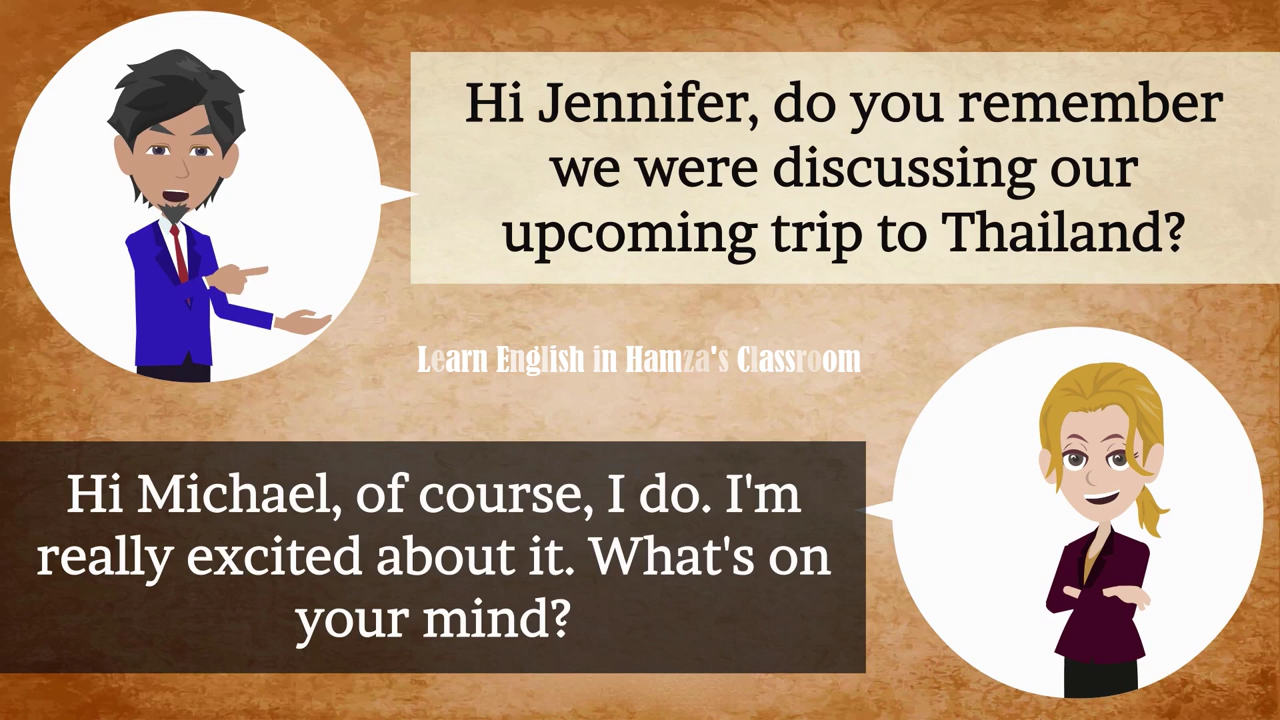 Hi Jennifer, do you remember
we were discussing our
upcoming trip to Thailand?
Learn English in Hamza's Classroom
Hi Michael, of course, I do. I'm
really excited about it. What's on
your mind?